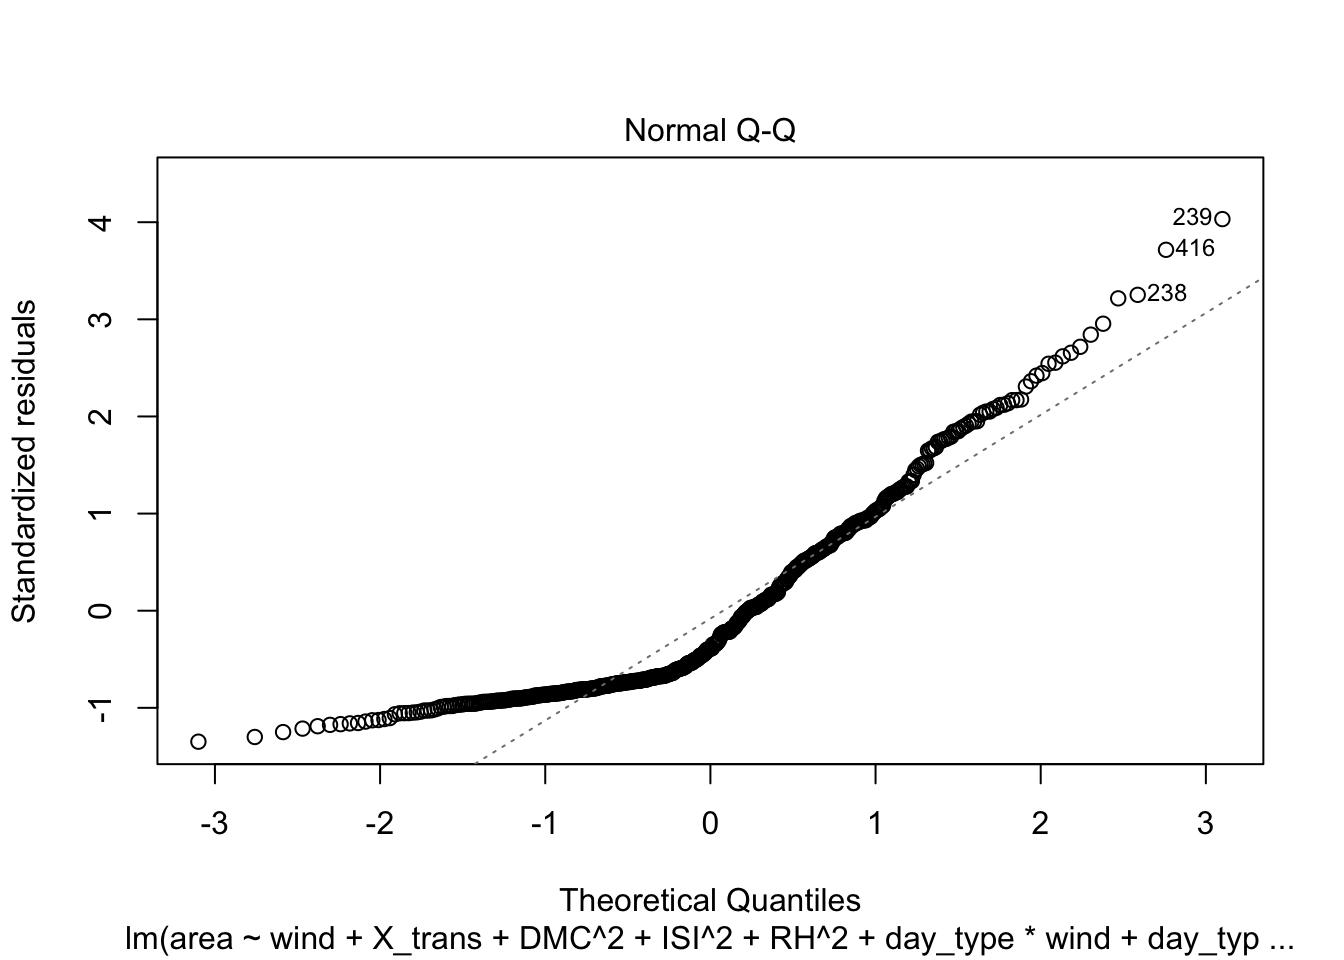 Normal Q-Q
Standardized residuals
4
3
2
1
0
-1
239
416
238
-3 -2 -1 0 1 2 3
Theoretical Quantiles
lm(area ~ wind + X_trans + DMC^2 + ISI^2 + RH^2 + day_type * wind + day_typ ...